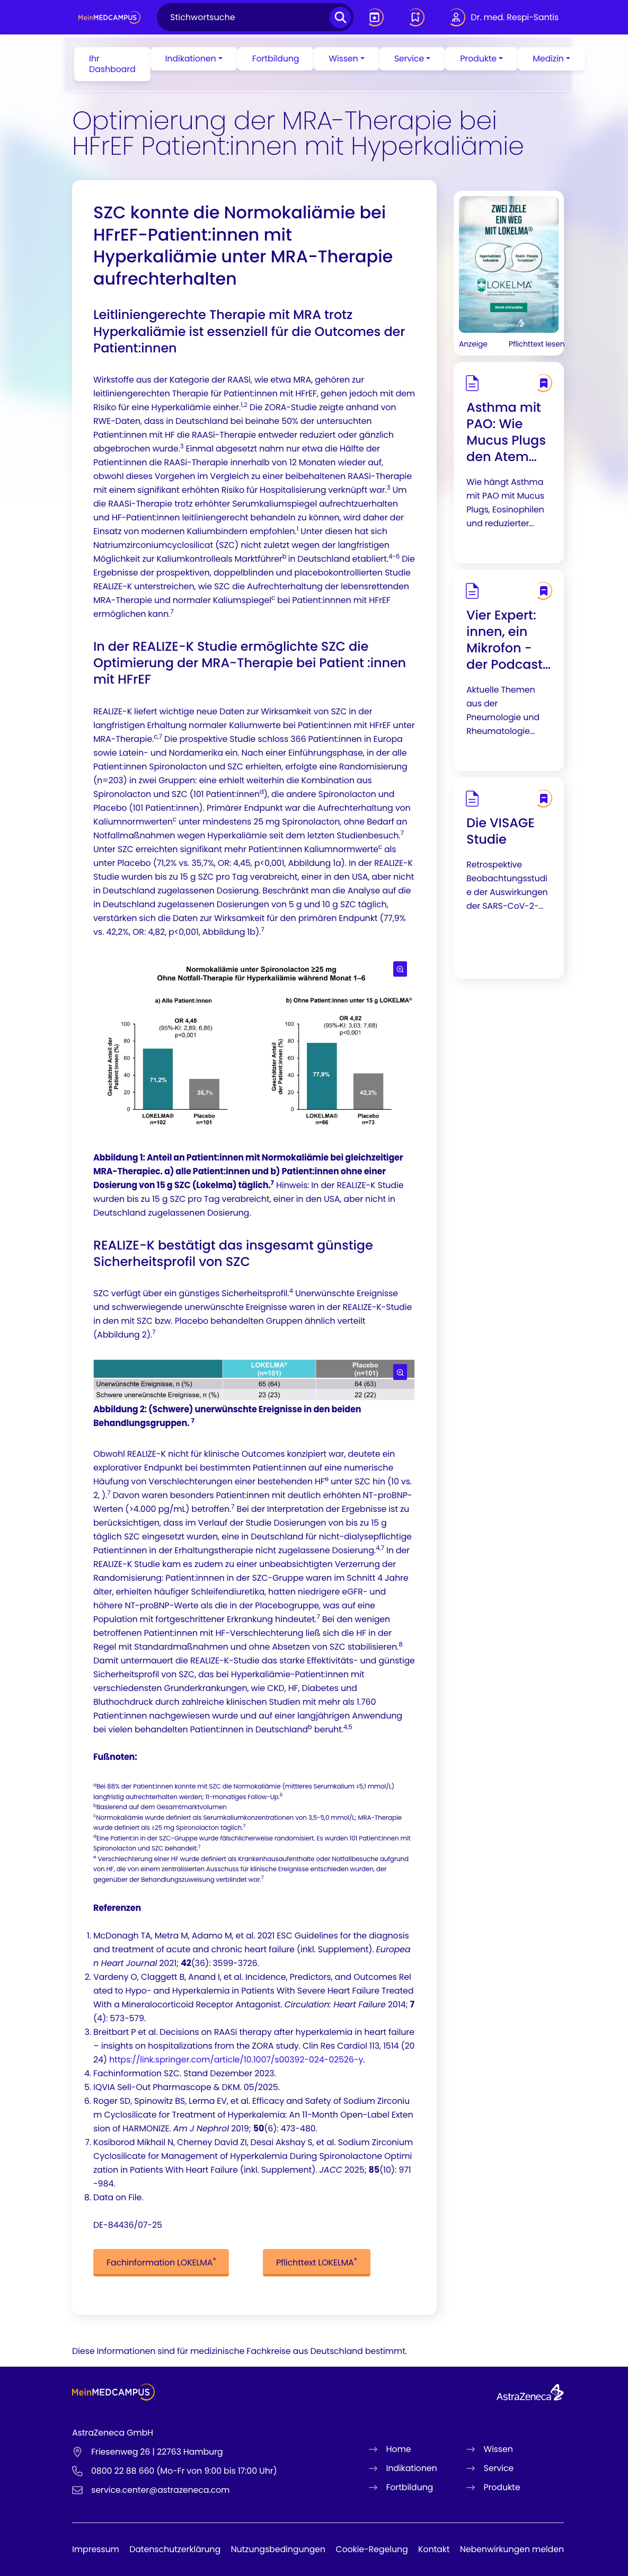 MeinMEDCAMPUS
Stichwortsuche
Dr. med. Respi-Santis
Ihr
Dashboard
Indikationen
Fortbildung
Wissen
Service
Produkte
Medizin
Optimierung der MRA-Therapie bei
HFrEF Patient:innen mit Hyperkaliämie
SZC konnte die Normokaliämie bei
HFrEF-Patient:innen mit
Hyperkaliämie unter MRA-Therapie
aufrechterhalten
Leitliniengerechte Therapie mit MRA trotz
Hyperkaliämie ist essenziell für die Outcomes der
Patient:innen
Wirkstoffe aus der Kategorie der RAASi, wie etwa MRA, gehören zur
leitliniengerechten Therapie für Patient:innen mit HFrEF, gehen jedoch mit dem
Risiko für eine Hyperkaliämie einher.1,2 Die ZORA-Studie zeigte anhand von
RWE-Daten, dass in Deutschland bei beinahe 50% der untersuchten
Patient:innen mit HF die RAASi-Therapie entweder reduziert oder gänzlich
abgebrochen wurde.3 Einmal abgesetzt nahm nur etwa die Hälfte der
Patient:innen die RAASi-Therapie innerhalb von 12 Monaten wieder auf,
obwohl dieses Vorgehen im Vergleich zu einer beibehaltenen RAASi-Therapie
mit einem signifikant erhöhten Risiko für Hospitalisierung verknüpft war.3 Um
die RAASi-Therapie trotz erhöhter Serumkaliumspiegel aufrechtzuerhalten
und HF-Patient:innen leitliniengerecht behandeln zu können, wird daher der
Einsatz von modernen Kaliumbindern empfohlen.1 Unter diesen hat sich
Natriumzirconiumcyclosilicat (SZC) nicht zuletzt wegen der langfristigen
Möglichkeit zur Kaliumkontrolleals Marktführerb in Deutschland etabliert.4-6 Die
Ergebnisse der prospektiven, doppelblinden und placebokontrollierten Studie
REALIZE-K unterstreichen, wie SZC die Aufrechterhaltung der lebensrettenden
MRA-Therapie und normaler Kaliumspiegelc bei Patient:innnen mit HFrEF
ermöglichen kann.7
In der REALIZE-K Studie ermöglichte SZC die
Optimierung der MRA-Therapie bei Patient :innen
mit HFrEF
REALIZE-K liefert wichtige neue Daten zur Wirksamkeit von SZC in der
langfristigen Erhaltung normaler Kaliumwerte bei Patient:innen mit HFrEF unter
MRA-Therapie.c,7 Die prospektive Studie schloss 366 Patient:innen in Europa
sowie Latein- und Nordamerika ein. Nach einer Einführungsphase, in der alle
Patient:innen Spironolacton und SZC erhielten, erfolgte eine Randomisierung
(n=203) in zwei Gruppen: eine erhielt weiterhin die Kombination aus
Spironolacton und SZC (101 Patient:innend), die andere Spironolacton und
Placebo (101 Patient:innen). Primärer Endpunkt war die Aufrechterhaltung von
Kaliumnormwertenc unter mindestens 25 mg Spironolacton, ohne Bedarf an
Notfallmaßnahmen wegen Hyperkaliämie seit dem letzten Studienbesuch.7
Unter SZC erreichten signifikant mehr Patient:innen Kaliumnormwertec als
unter Placebo (71,2% vs. 35,7%, OR: 4,45, p<0,001, Abbildung 1a). In der REALIZE-K
Studie wurden bis zu 15 g SZC pro Tag verabreicht, einer in den USA, aber nicht
in Deutschland zugelassenen Dosierung. Beschränkt man die Analyse auf die
in Deutschland zugelassenen Dosierungen von 5 g und 10 g SZC täglich,
verstärken sich die Daten zur Wirksamkeit für den primären Endpunkt (77,9%
vs. 42,2%, OR: 4,82, p<0,001, Abbildung 1b).7
Normokaliämie unter Spironolacton ≥25 mg
Ohne Notfall-Therapie für Hyperkaliämie während Monat 1–6
a) Alle Patient:innen
b) Ohne Patient:innen unter 15 g LOKELMA®
OR 4,45
(95%-KI: 2,89; 6,86)
p<0,001
OR 4,82
(95%-KI: 3,03; 7,68)
p<0,001
Geschätzter Anteil der
Patient:innen (%)
100
80
60
40
20
0
71,2%
35,7%
LOKELMA®
n=102
Placebo
n=101
Geschätzter Anteil
der Patient:innen (%)
100
80
60
40
20
0
77,9%
42,2%
LOKELMA®
n=66
Placebo
n=73
Abbildung 1: Anteil an Patient:innen mit Normokaliämie bei gleichzeitiger
MRA-Therapiec. a) alle Patient:innen und b) Patient:innen ohne einer
Dosierung von 15 g SZC (Lokelma) täglich.7 Hinweis: In der REALIZE-K Studie
wurden bis zu 15 g SZC pro Tag verabreicht, einer in den USA, aber nicht in
Deutschland zugelassenen Dosierung.
REALIZE-K bestätigt das insgesamt günstige
Sicherheitsprofil von SZC
SZC verfügt über ein günstiges Sicherheitsprofil.4 Unerwünschte Ereignisse
und schwerwiegende unerwünschte Ereignisse waren in der REALIZE-K-Studie
in den mit SZC bzw. Placebo behandelten Gruppen ähnlich verteilt
(Abbildung 2).7
LOKELMA® (n=101) Placebo (n=101)
Unerwünschte Ereignisse, n (%) 65 (64) 64 (63)
Schwere unerwünschte Ereignisse, n (%) 23 (23) 22 (22)
Abbildung 2: (Schwere) unerwünschte Ereignisse in den beiden
Behandlungsgruppen. 7
Obwohl REALIZE-K nicht für klinische Outcomes konzipiert war, deutete ein
explorativer Endpunkt bei bestimmten Patient:innen auf eine numerische
Häufung von Verschlechterungen einer bestehenden HFe unter SZC hin (10 vs.
2, ).7 Davon waren besonders Patient:innen mit deutlich erhöhten NT-proBNP-
Werten (>4.000 pg/mL) betroffen.7 Bei der Interpretation der Ergebnisse ist zu
berücksichtigen, dass im Verlauf der Studie Dosierungen von bis zu 15 g
täglich SZC eingesetzt wurden, eine in Deutschland für nicht-dialysepflichtige
Patient:innen in der Erhaltungstherapie nicht zugelassene Dosierung.4,7 In der
REALIZE-K Studie kam es zudem zu einer unbeabsichtigten Verzerrung der
Randomisierung: Patient:innnen in der SZC-Gruppe waren im Schnitt 4 Jahre
älter, erhielten häufiger Schleifendiuretika, hatten niedrigere eGFR- und
höhere NT-proBNP-Werte als die in der Placebogruppe, was auf eine
Population mit fortgeschrittener Erkrankung hindeutet.7 Bei den wenigen
betroffenen Patient:innen mit HF-Verschlechterung ließ sich die HF in der
Regel mit Standardmaßnahmen und ohne Absetzen von SZC stabilisieren.8
Damit untermauert die REALIZE-K-Studie das starke Effektivitäts- und günstige
Sicherheitsprofil von SZC, das bei Hyperkaliämie-Patient:innen mit
verschiedensten Grunderkrankungen, wie CKD, HF, Diabetes und
Bluthochdruck durch zahlreiche klinischen Studien mit mehr als 1.760
Patient:innen nachgewiesen wurde und auf einer langjährigen Anwendung
bei vielen behandelten Patient:innen in Deutschlandb beruht.4,5
Fußnoten:
aBei 88% der Patient:innen konnte mit SZC die Normokaliämie (mittleres Serumkalium ≤5,1 mmol/L)
langfristig aufrechterhalten werden; 11-monatiges Follow-Up.6
bBasierend auf dem Gesamtmarktvolumen
cNormokaliämie wurde definiert als Serumkaliumkonzentrationen von 3,5-5,0 mmol/L; MRA-Therapie
wurde definiert als ≥25 mg Spironolacton täglich.7
dEine Patient:in in der SZC-Gruppe wurde fälschlicherweise randomisiert. Es wurden 101 Patient:innen mit
Spironolacton und SZC behandelt.7
e Verschlechterung einer HF wurde definiert als Krankenhausaufenthalte oder Notfallbesuche aufgrund
von HF, die von einem zentralisierten Ausschuss für klinische Ereignisse entschieden wurden, der
gegenüber der Behandlungszuweisung verblindet war.7
Referenzen
1. McDonagh TA, Metra M, Adamo M, et al. 2021 ESC Guidelines for the diagnosis
and treatment of acute and chronic heart failure (inkl. Supplement). Europea
n Heart Journal 2021; 42(36): 3599-3726.
2. Vardeny O, Claggett B, Anand I, et al. Incidence, Predictors, and Outcomes Rel
ated to Hypo- and Hyperkalemia in Patients With Severe Heart Failure Treated
With a Mineralocorticoid Receptor Antagonist. Circulation: Heart Failure 2014; 7
(4): 573-579.
3. Breitbart P et al. Decisions on RAASi therapy after hyperkalemia in heart failure
– insights on hospitalizations from the ZORA study. Clin Res Cardiol 113, 1514 (20
24) https://link.springer.com/article/10.1007/s00392-024-02526-y.
4. Fachinformation SZC. Stand Dezember 2023.
5. IQVIA Sell-Out Pharmascope & DKM. 05/2025.
6. Roger SD, Spinowitz BS, Lerma EV, et al. Efficacy and Safety of Sodium Zirconiu
m Cyclosilicate for Treatment of Hyperkalemia: An 11-Month Open-Label Exten
sion of HARMONIZE. Am J Nephrol 2019; 50(6): 473-480.
7. Kosiborod Mikhail N, Cherney David ZI, Desai Akshay S, et al. Sodium Zirconium
Cyclosilicate for Management of Hyperkalemia During Spironolactone Optimi
zation in Patients With Heart Failure (inkl. Supplement). JACC 2025; 85(10): 971
-984.
8. Data on File.
DE-84436/07-25
Fachinformation LOKELMA®
Pflichttext LOKELMA®
ZWEI ZIELE
EIN WEG
MIT LOKELMA®
LOKELMA
MEHR ERFAHREN
AstraZeneca
Anzeige
Pflichttext lesen
Asthma mit
PAO: Wie
Mucus Plugs
den Atem...
Wie hängt Asthma
mit PAO mit Mucus
Plugs, Eosinophilen
und reduzierter...
Vier Expert:
innen, ein
Mikrofon -
der Podcast...
Aktuelle Themen
aus der
Pneumologie und
Rheumatologie...
Die VISAGE
Studie
Retrospektive
Beobachtungsstudi
e der Auswirkungen
der SARS-CoV-2-...
Diese Informationen sind für medizinische Fachkreise aus Deutschland bestimmt.
MeinMEDCAMPUS
AstraZeneca
AstraZeneca GmbH
Friesenweg 26 | 22763 Hamburg
0800 22 88 660 (Mo-Fr von 9:00 bis 17:00 Uhr)
service.center@astrazeneca.com
Home
Indikationen
Fortbildung
Wissen
Service
Produkte
Impressum
Datenschutzerklärung
Nutzungsbedingungen
Cookie-Regelung
Kontakt
Nebenwirkungen melden